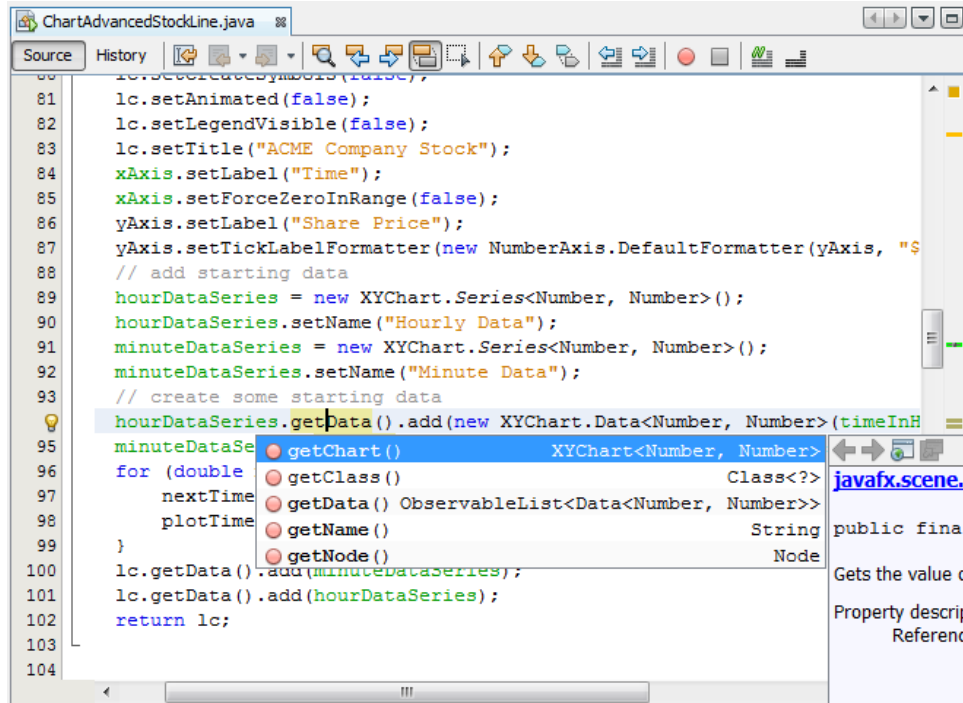 ChartAdvancedStockLine.java
Source History
80 lc.setCreateSymbols(false);
81 lc.setAnimated(false);
82 lc.setLegendVisible(false);
83 lc.setTitle("ACME Company Stock");
84 xAxis.setLabel("Time");
85 xAxis.setForceZeroInRange(false);
86 yAxis.setLabel("Share Price");
87 yAxis.setTickLabelFormatter(new NumberAxis.DefaultFormatter(yAxis, "$
88 // add starting data
89 hourDataSeries = new XYChart.Series<Number, Number>();
90 hourDataSeries.setName("Hourly Data");
91 minuteDataSeries = new XYChart.Series<Number, Number>();
92 minuteDataSeries.setName("Minute Data");
93 // create some starting data
hourDataSeries.getData().add(new XYChart.Data<Number, Number>(timeInH
95 minuteDataSe
96 for (double
97 nextTime
98 plotTime
99 }
100 lc.getData().add(minuteDataSeries);
101 lc.getData().add(hourDataSeries);
102 return lc;
103
104
getChart() XYChart<Number, Number>
getClass() Class<?>
getData() ObservableList<Data<Number, Number>>
getName() String
getNode() Node
javafx.scene.
public fina
Gets the value
Property descrip
Referenc